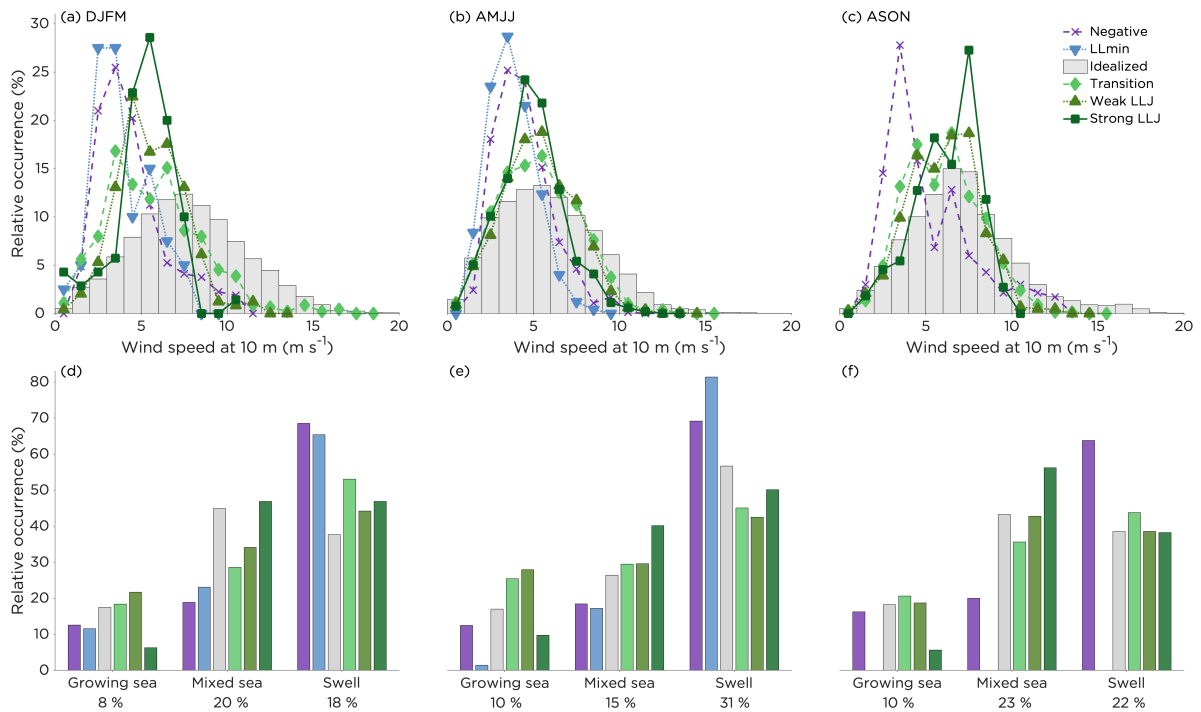 (a) DJFM
(b) AMJJ
(c) ASON
Negative
LLmin
Idealized
Transition
Weak LLJ
Strong LLJ
Relative occurrence (%)
30
25
20
15
10
5
0
0 5 10 15 20
0 5 10 15 20
0 5 10 15 20
Wind speed at 10 m (m s⁻¹)
Wind speed at 10 m (m s⁻¹)
Wind speed at 10 m (m s⁻¹)
(d)
(e)
(f)
Relative occurrence (%)
80
70
60
50
40
30
20
10
0
Growing sea Mixed sea Swell
8 % 20 % 18 %
Growing sea Mixed sea Swell
10 % 15 % 31 %
Growing sea Mixed sea Swell
10 % 23 % 22 %